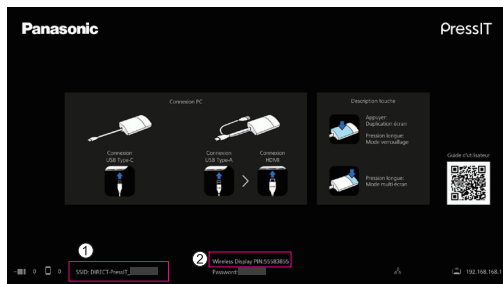 Panasonic
PressIT
Connexion PC
Description touche
Appuyer:
Duplication écran
Pression longue:
Mode verrouillage
Connexion
USB Type-C
Connexion
USB Type-A
Connexion
HDMI
Pression longue:
Mode multi écran
Guide d'utilisateur
1
2
Wireless Display PIN:55583855
0
0
SSID: DIRECT-PressIT_
Password:
192.168.168.1